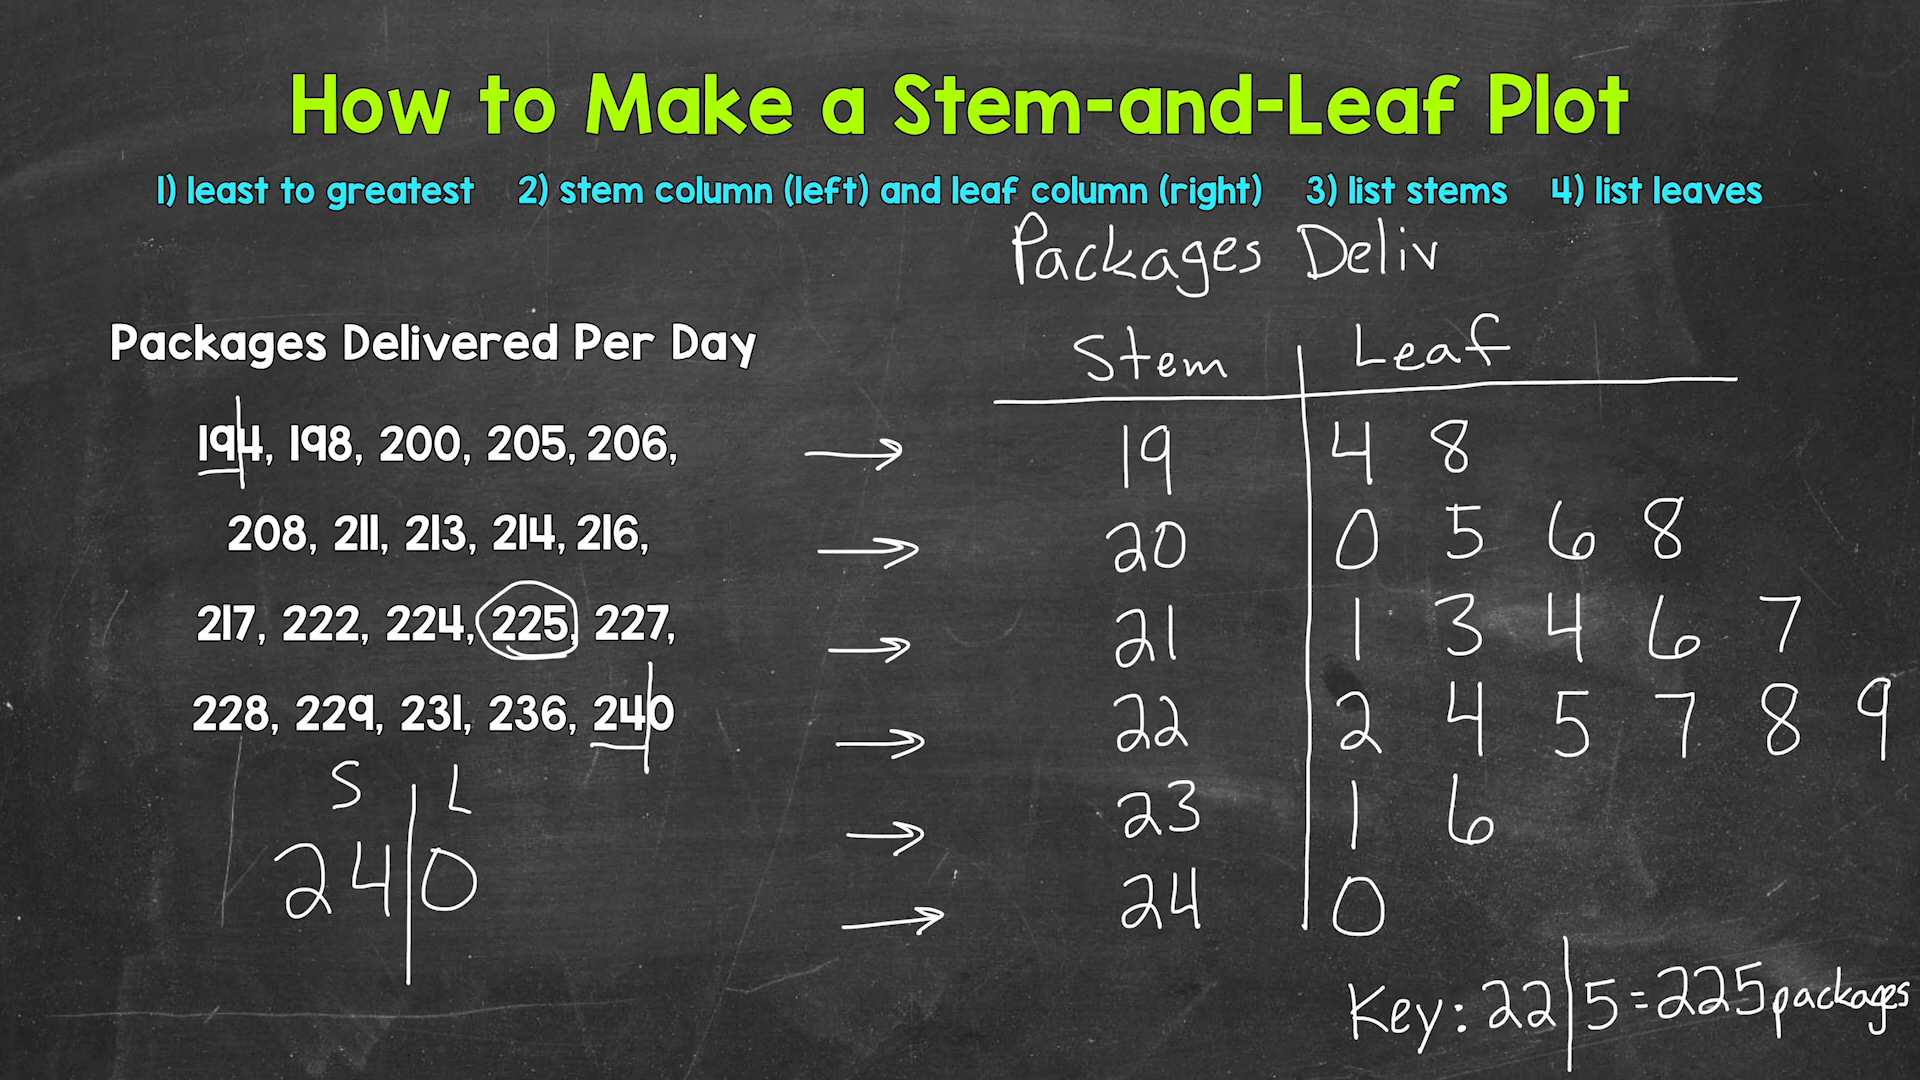 How to Make a Stem-and-Leaf Plot
1) least to greatest 2) stem column (left) and leaf column (right) 3) list stems 4) list leaves
Packages Deliv
Packages Delivered Per Day
194, 198, 200, 205, 206,
208, 211, 213, 214, 216,
217, 222, 224, 225, 227,
228, 229, 231, 236, 240
S L
24 0
Stem Leaf
19 4 8
20 0 5 6 8
21 1 3 4 6 7
22 2 4 5 7 8 9
23 1 6
24 0
Key: 22|5 = 225 packages